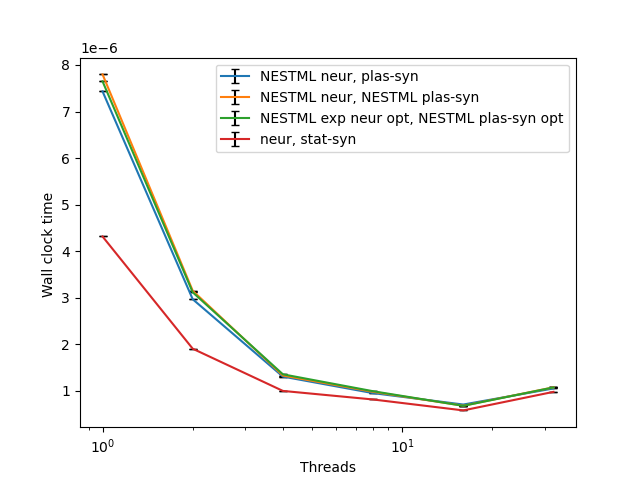 1e−6
8
7
6
5
4
3
2
1
Wall clock time
NESTML neur, plas-syn
NESTML neur, NESTML plas-syn
NESTML exp neur opt, NESTML plas-syn opt
neur, stat-syn
10⁰
10¹
Threads